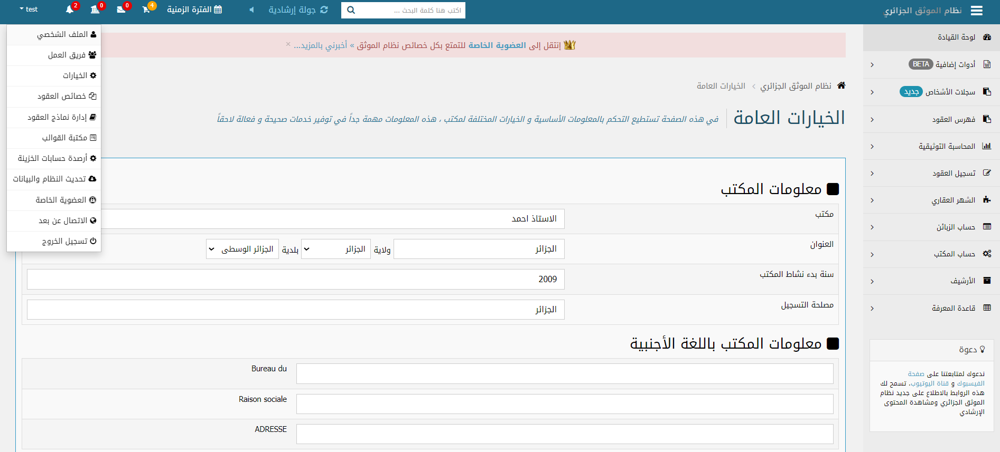 نظام الموثق الجزائري
اكتب هنا كلمة البحث ...
جولة إرشادية
الفترة الزمنية
4
0
0
2
test
لوحة القيادة
أدوات إضافية BETA
سجلات الأشخاص جديد
فهرس العقود
المحاسبة التوثيقية
تسجيل العقود
الشهر العقاري
حساب الزبائن
حساب المكتب
الأرشيف
قاعدة المعرفة
دعوة
ندعوك لمتابعتنا على صفحة
الفيسبوك و قناة اليوتيوب. تسمح لك
هذه الروابط بالاطلاع على جديد نظام
الموثق الجزائري ومشاهدة المحتوى
الإرشادي
إنتقل إلى العضوية الخاصة للتمتع بكل خصائص نظام الموثق » أخبرني بالمزيد... ×
نظام الموثق الجزائري > الخيارات العامة
الخيارات العامة
في هذه الصفحة تستطيع التحكم بالمعلومات الأساسية و الخيارات المختلفة لمكتب ، هذه المعلومات مهمة جداً في توفير خدمات صحيحة و فعالة لاحقاً
معلومات المكتب
مكتب
الاستاذ احمد
العنوان
الجزائر ولاية الجزائر بلدية الجزائر الوسطى
سنة بدء نشاط المكتب
2009
مصلحة التسجيل
الجزائر
معلومات المكتب باللغة الأجنبية
Bureau du
Raison sociale
ADRESSE
الملف الشخصي
فريق العمل
الخيارات
خصائص العقود
إدارة نماذج العقود
مكتبة القوالب
أرصدة حسابات الخزينة
تحديث النظام والبيانات
العضوية الخاصة
الاتصال عن بعد
تسجيل الخروج